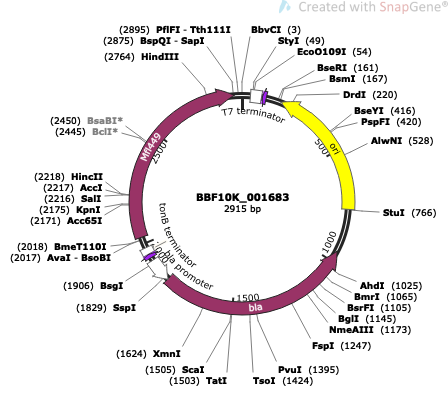 Created with SnapGene®
(2895) PflFI - Tth111I
(2875) BspQI - SapI
(2764) HindIII
BbvCI (3)
StyI (49)
EcoO109I (54)
BseRI (161)
BsmI (167)
DrdI (220)
BseYI (416)
PspFI (420)
AlwNI (528)
StuI (766)
AhdI (1025)
BmrI (1065)
BsrFI (1105)
BglI (1145)
NmeAIII (1173)
FspI (1247)
PvuI (1395)
TsoI (1424)
(1503) TatI
(1505) ScaI
(1624) XmnI
(1829) SspI
(1906) BsgI
(2017) AvaI - BsoBI
(2018) BmeT110I
(2171) Acc65I
(2175) KpnI
(2216) SalI
(2217) AccI
(2218) HincII
(2445) BclI*
(2450) BsaBI*
T7 terminator
ori
500
1000
1500
bla
bla promoter
tonB terminator
2500
BBF10K_001683
2915 bp